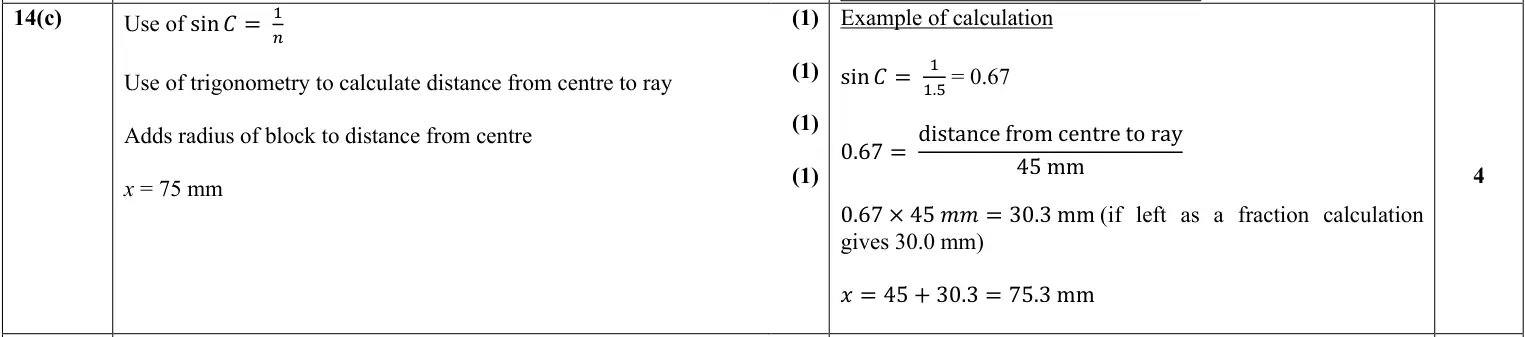 14(c)
Use of sin C = 1/n (1)
Use of trigonometry to calculate distance from centre to ray (1)
Adds radius of block to distance from centre (1)
x = 75 mm (1)
Example of calculation
sin C = 1/1.5 = 0.67
0.67 = distance from centre to ray / 45 mm
0.67 × 45 mm = 30.3 mm (if left as a fraction calculation
gives 30.0 mm)
x = 45 + 30.3 = 75.3 mm
4